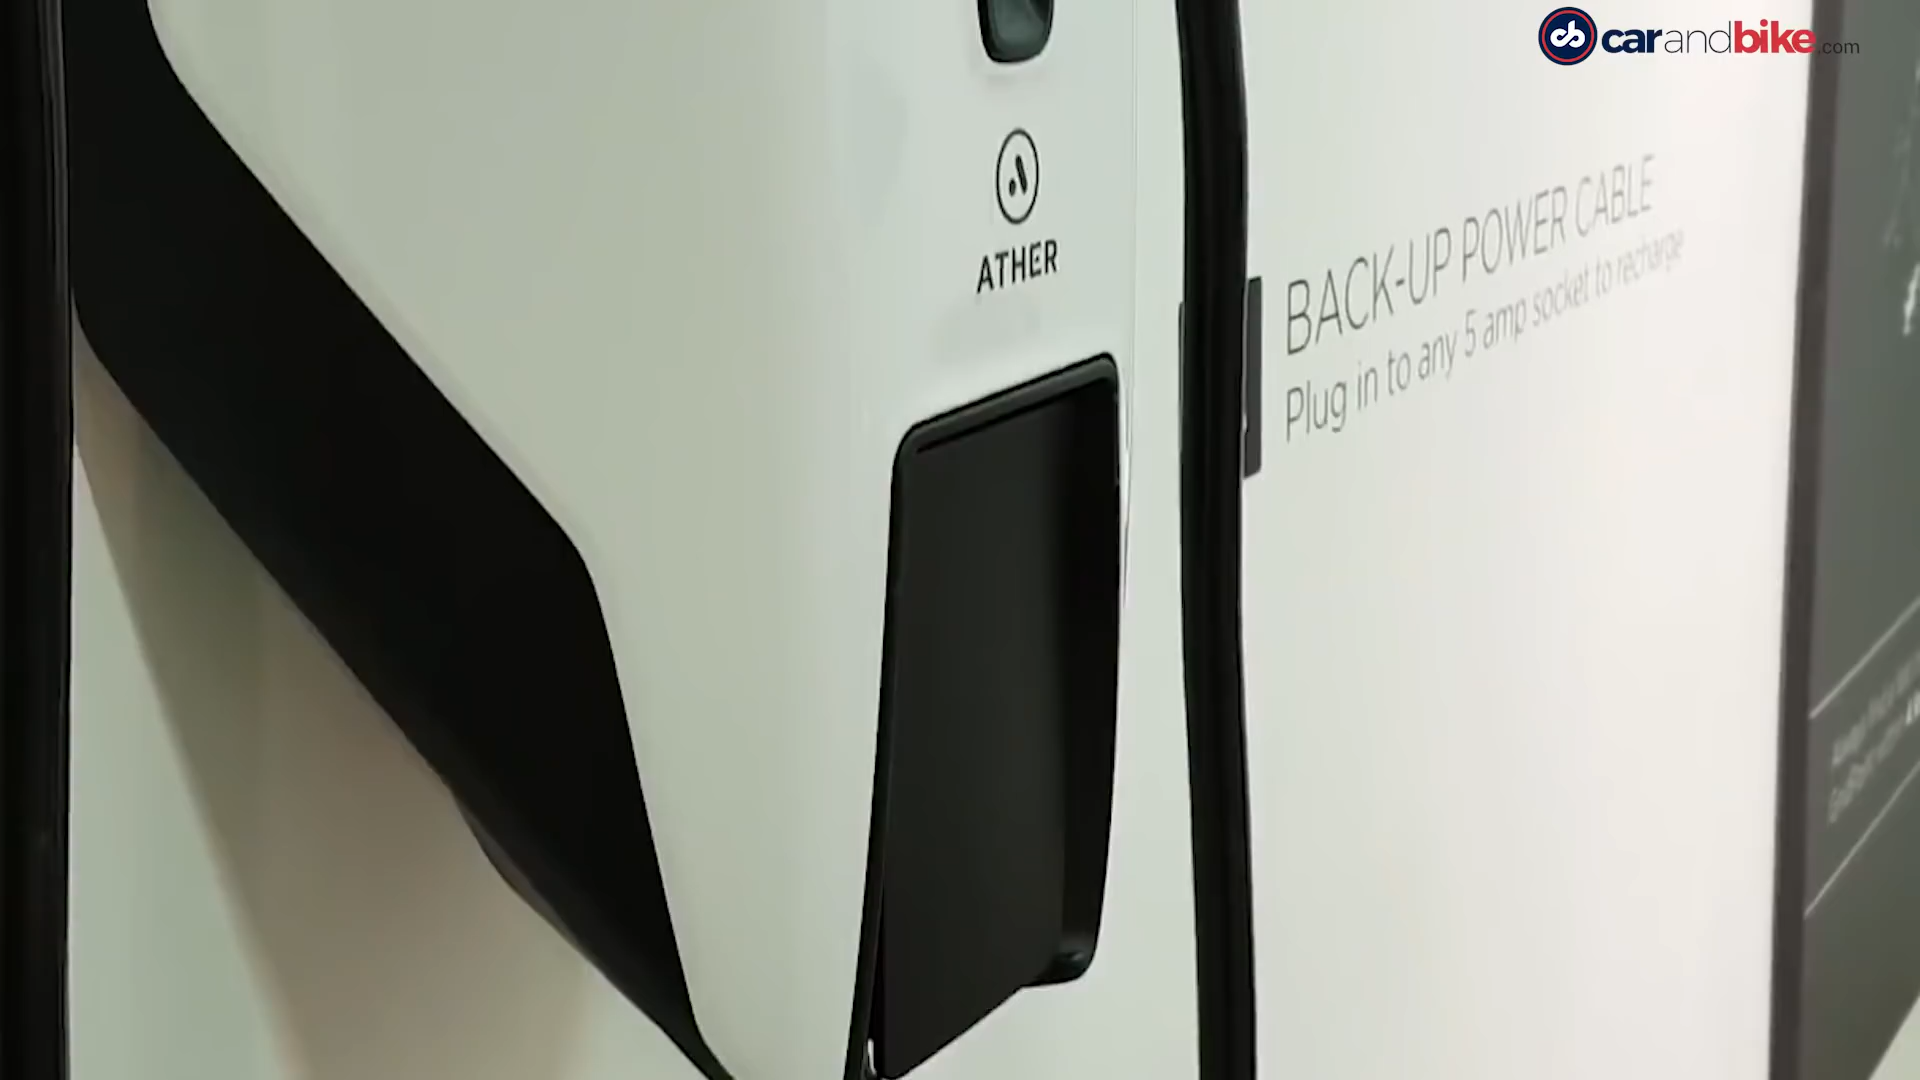 carandbike.com
ATHER
BACK-UP POWER CABLE
Plug in to any 5 amp socket to recharge